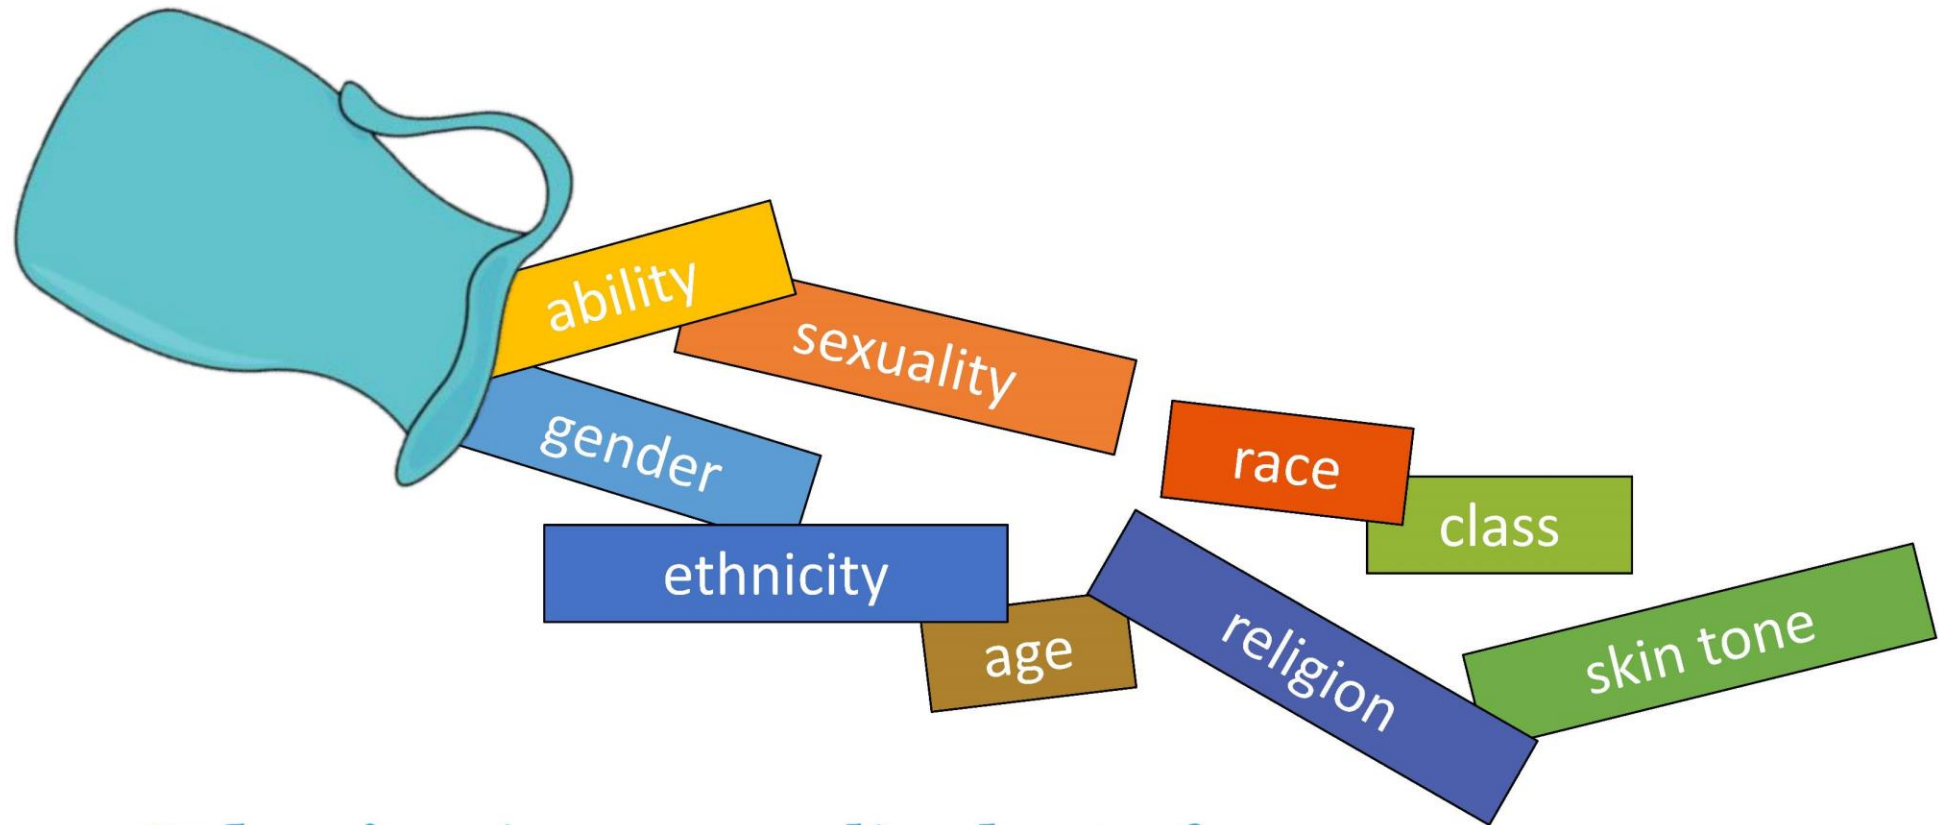 ability
sexuality
gender
race
class
ethnicity
age
religion
skin tone